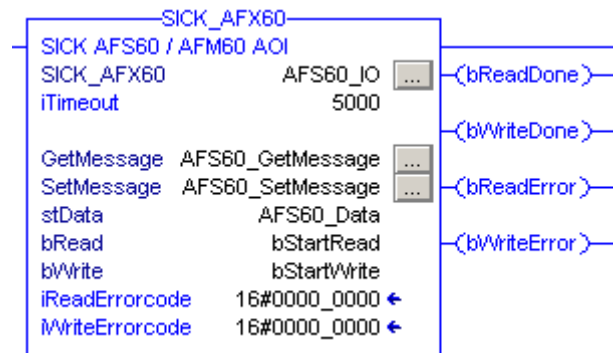 SICK_AFX60
SICK AFS60 / AFM60 AOI
SICK_AFX60 AFS60_IO ... (bReadDone)
iTimeout 5000
(bWriteDone)
GetMessage AFS60_GetMessage ...
SetMessage AFS60_SetMessage ... (bReadError)
stData AFS60_Data
bRead bStartRead (bWriteError)
bWrite bStartWrite
iReadErrorcode 16#0000_0000
iWriteErrorcode 16#0000_0000